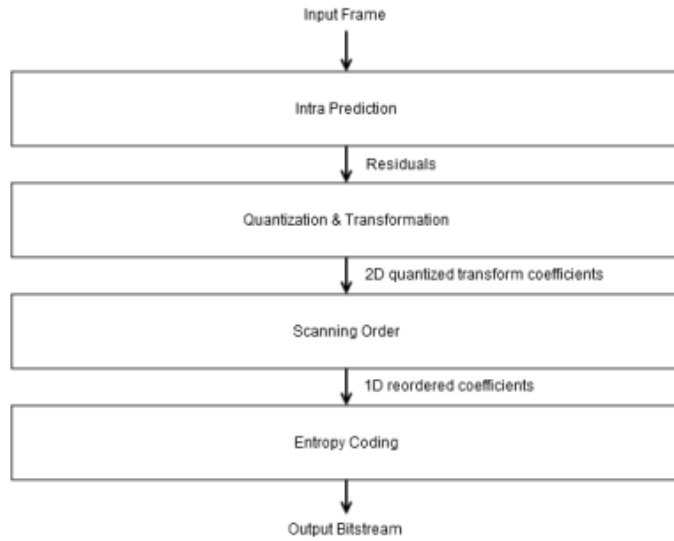 Input Frame
Intra Prediction
Residuals
Quantization & Transformation
2D quantized transform coefficients
Scanning Order
1D reordered coefficients
Entropy Coding
Output Bitstream